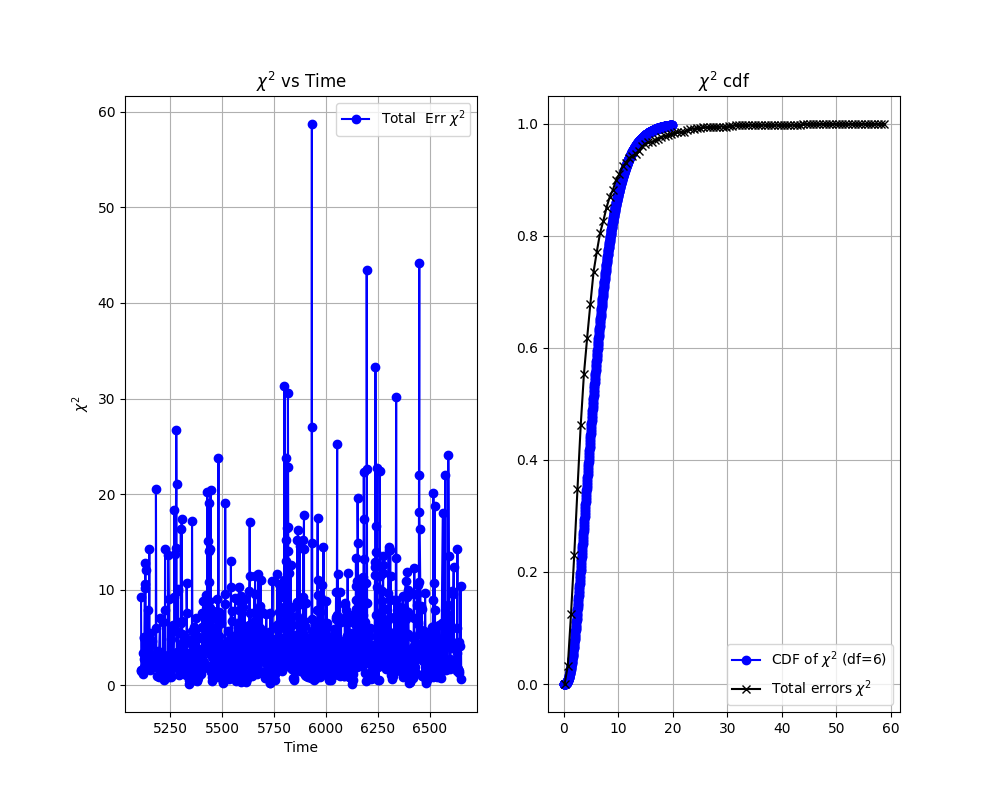 χ² vs Time
χ²
60
50
40
30
20
10
0
5250 5500 5750 6000 6250 6500
Time
Total Err χ²
χ² cdf
1.0
0.8
0.6
0.4
0.2
0.0
0 10 20 30 40 50 60
CDF of χ² (df=6)
Total errors χ²